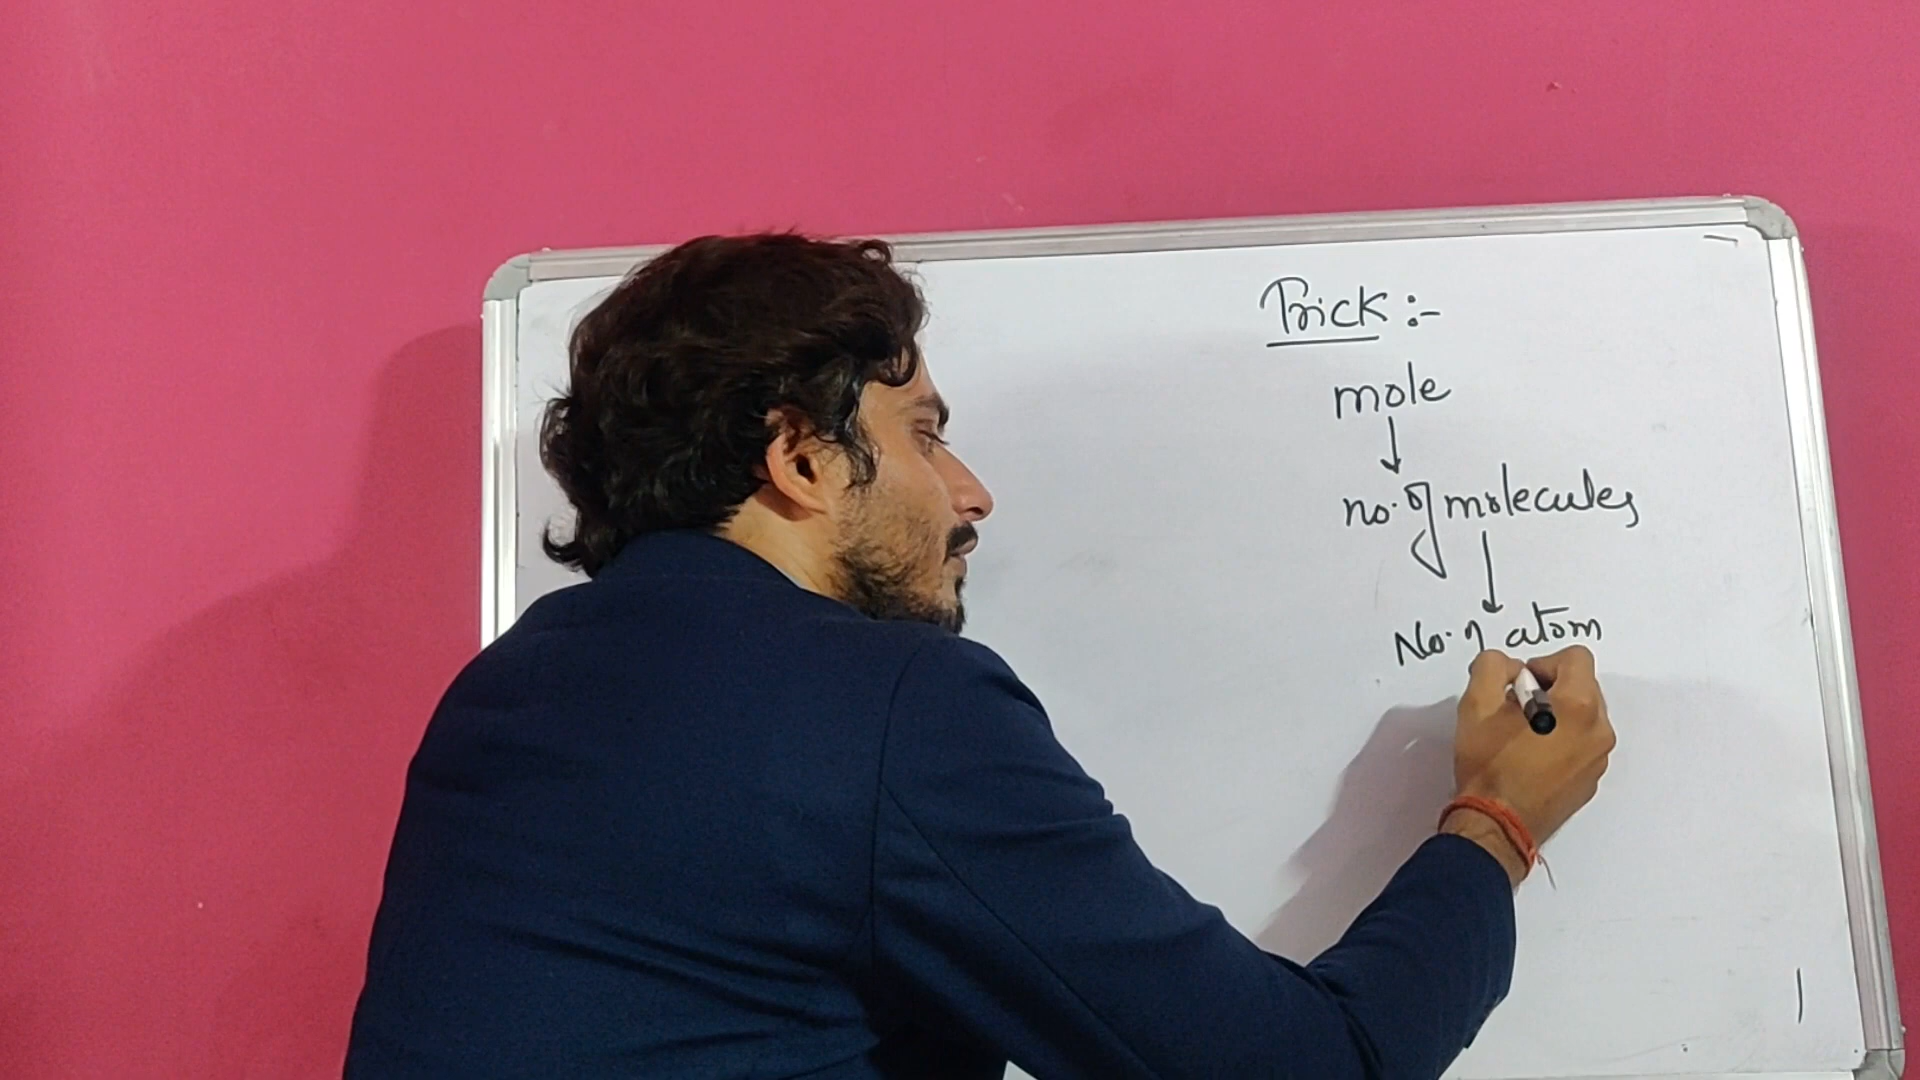 Trick :-
mole
↓
no. of molecules
↓
No. of atom